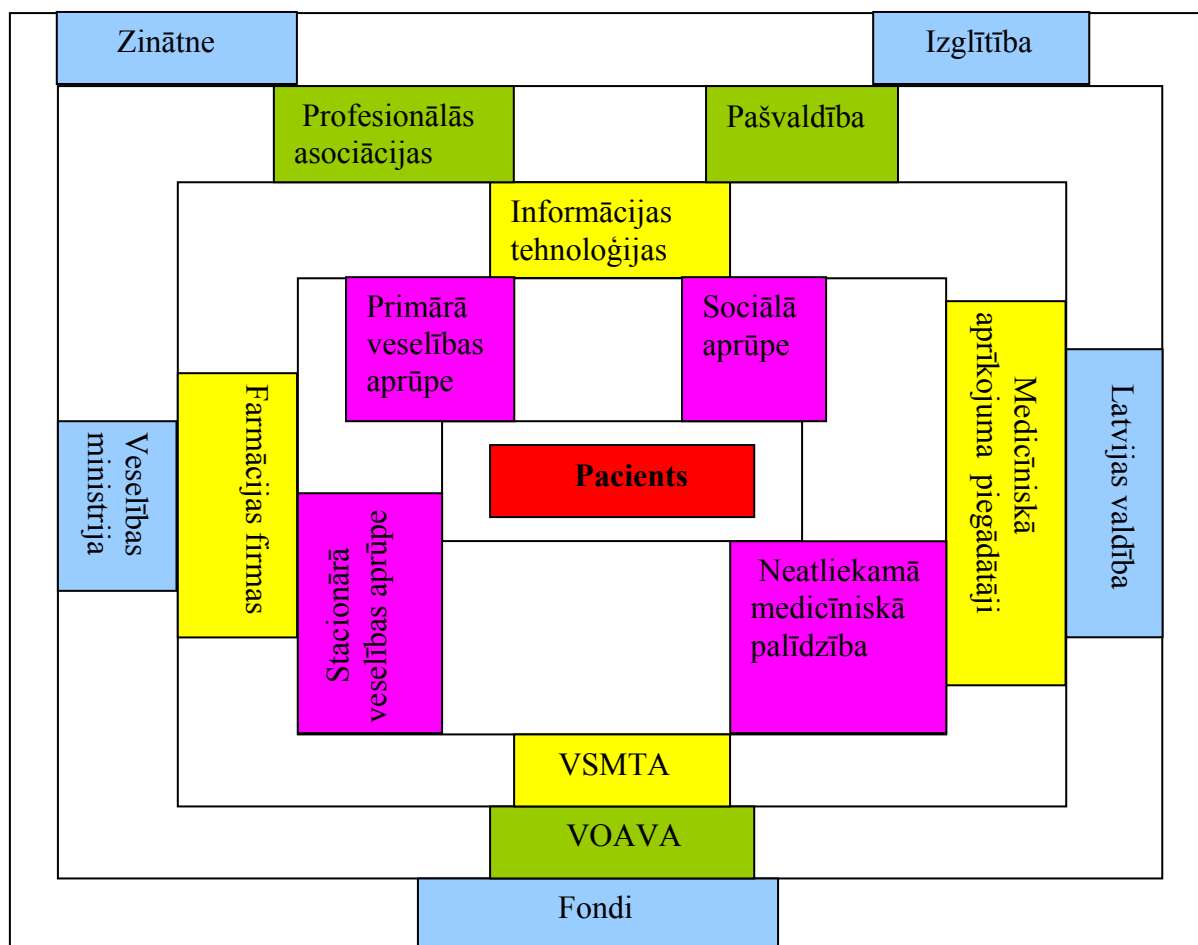 Zinātne
Izglītība
Profesionālās
asociācijas
Pašvaldība
Informācijas
tehnoloģijas
Primārā
veselības
aprūpe
Sociālā
aprūpe
Medicīniskā
aprīkojuma piegādātāji
Latvijas valdība
Veselības
ministrija
Farmācijas firmas
Pacients
Stacionārā
veselības aprūpe
Neatliekamā
medicīniskā
palīdzība
VSMTA
VOAVA
Fondi